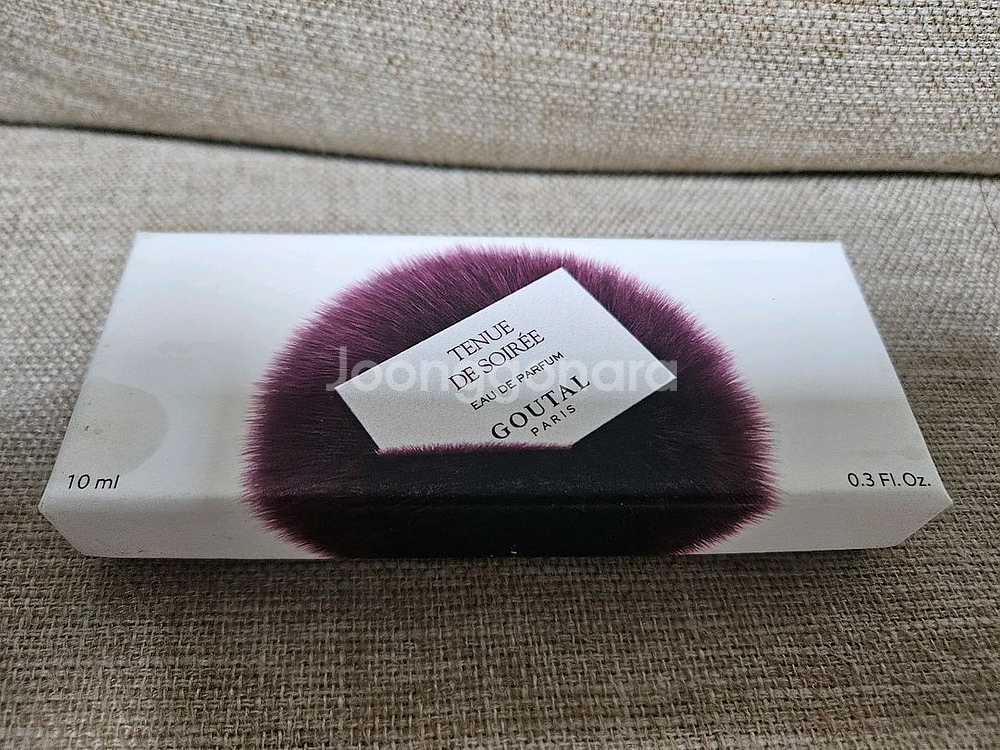 TENUE
DE SOIRÉE
EAU DE PARFUM
GOUTAL
PARIS
Joonggonara
10 ml
0.3 Fl.Oz.